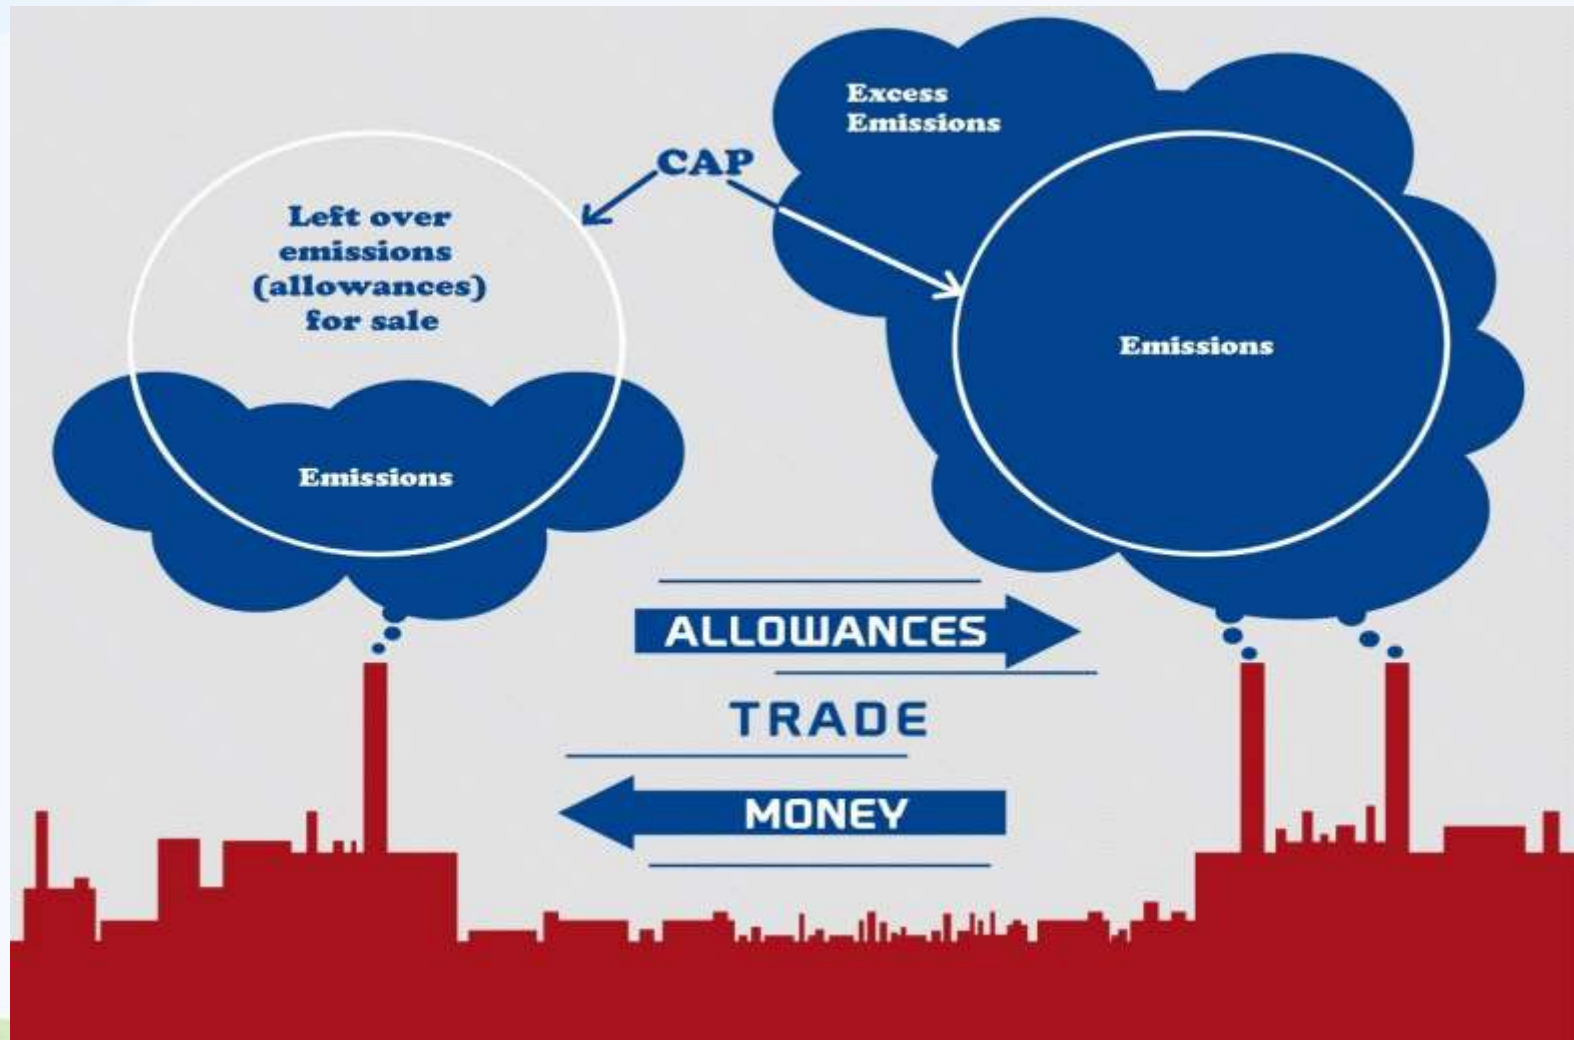 Excess
Emissions
CAP
Left over
emissions
(allowances)
for sale
Emissions
Emissions
ALLOWANCES
TRADE
MONEY